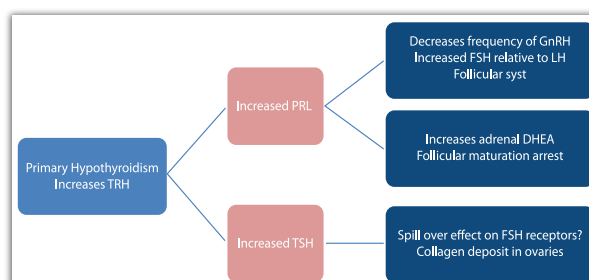 Decreases frequency of GnRH
Increased FSH relative to LH
Follicular syst
Increased PRL
Increases adrenal DHEA
Follicular maturation arrest
Primary Hypothyroidism
Increases TRH
Increased TSH
Spill over effect on FSH receptors?
Collagen deposit in ovaries